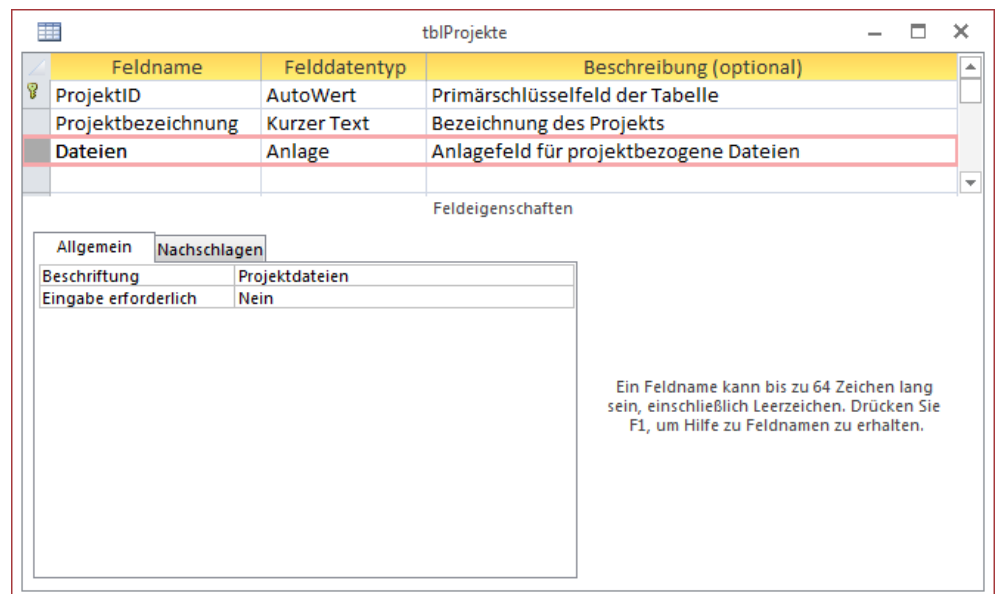 tblProjekte
Feldname Felddatentyp Beschreibung (optional)
ProjektID AutoWert Primärschlüsselfeld der Tabelle
Projektbezeichnung Kurzer Text Bezeichnung des Projekts
Dateien Anlage Anlagefeld für projektbezogene Dateien
Feldeigenschaften
Allgemein Nachschlagen
Beschriftung Projektdateien
Eingabe erforderlich Nein
Ein Feldname kann bis zu 64 Zeichen lang
sein, einschließlich Leerzeichen. Drücken Sie
F1, um Hilfe zu Feldnamen zu erhalten.